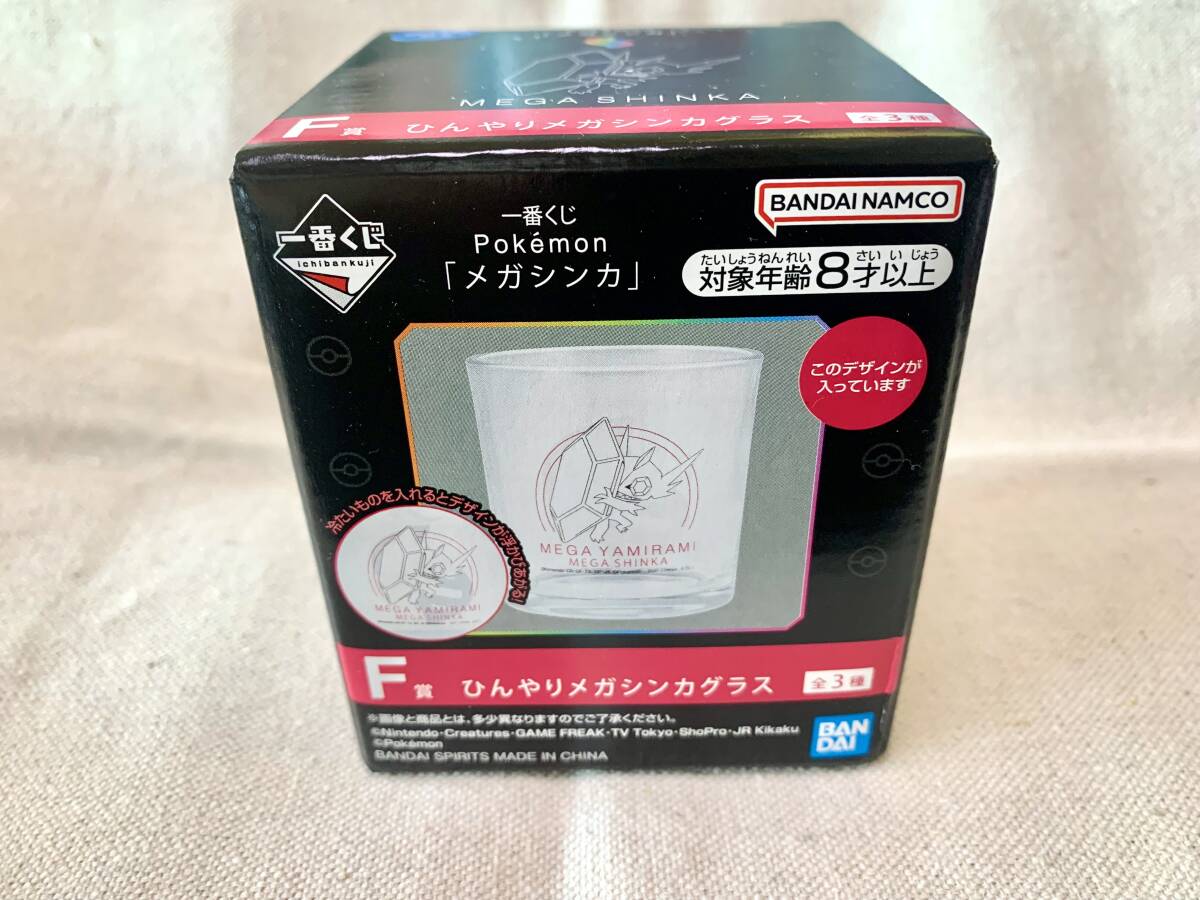 MEGA SHINKA
F賞 ひんやりメガシンカグラス 全3種
一番くじ
ichibankuji
一番くじ
Pokémon
「メガシンカ」
BANDAI NAMCO
たいしょうねんれい さい い じょう
対象年齢8才以上
このデザインが
入っています
MEGA YAMIRAMI
MEGA SHINKA
冷たいものを入れるとデザインが浮かびあがる!
MEGA YAMIRAMI
MEGA SHINKA
F賞 ひんやりメガシンカグラス 全3種
※画像と商品とは、多少異なりますのでご了承ください。
©Nintendo・Creatures・GAME FREAK・TV Tokyo・ShoPro・JR Kikaku
©Pokémon
BANDAI SPIRITS MADE IN CHINA
BAN
DAI